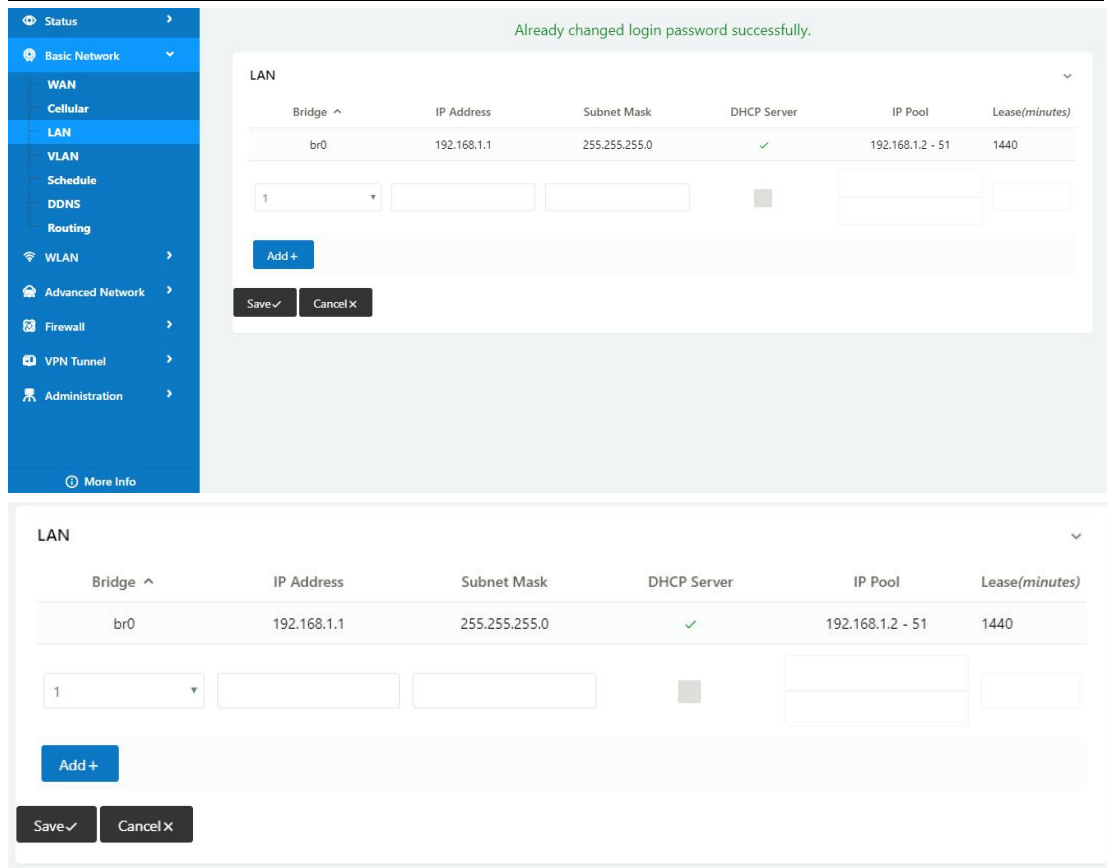 Status
Already changed login password successfully.
Basic Network
WAN
Cellular
LAN
VLAN
Schedule
DDNS
Routing
WLAN
Advanced Network
Firewall
VPN Tunnel
Administration
More Info
LAN
Bridge IP Address Subnet Mask DHCP Server IP Pool Lease(minutes)
br0 192.168.1.1 255.255.255.0 192.168.1.2 - 51 1440
1
Add+
Save Cancel
LAN
Bridge IP Address Subnet Mask DHCP Server IP Pool Lease(minutes)
br0 192.168.1.1 255.255.255.0 192.168.1.2 - 51 1440
1
Add+
Save Cancel